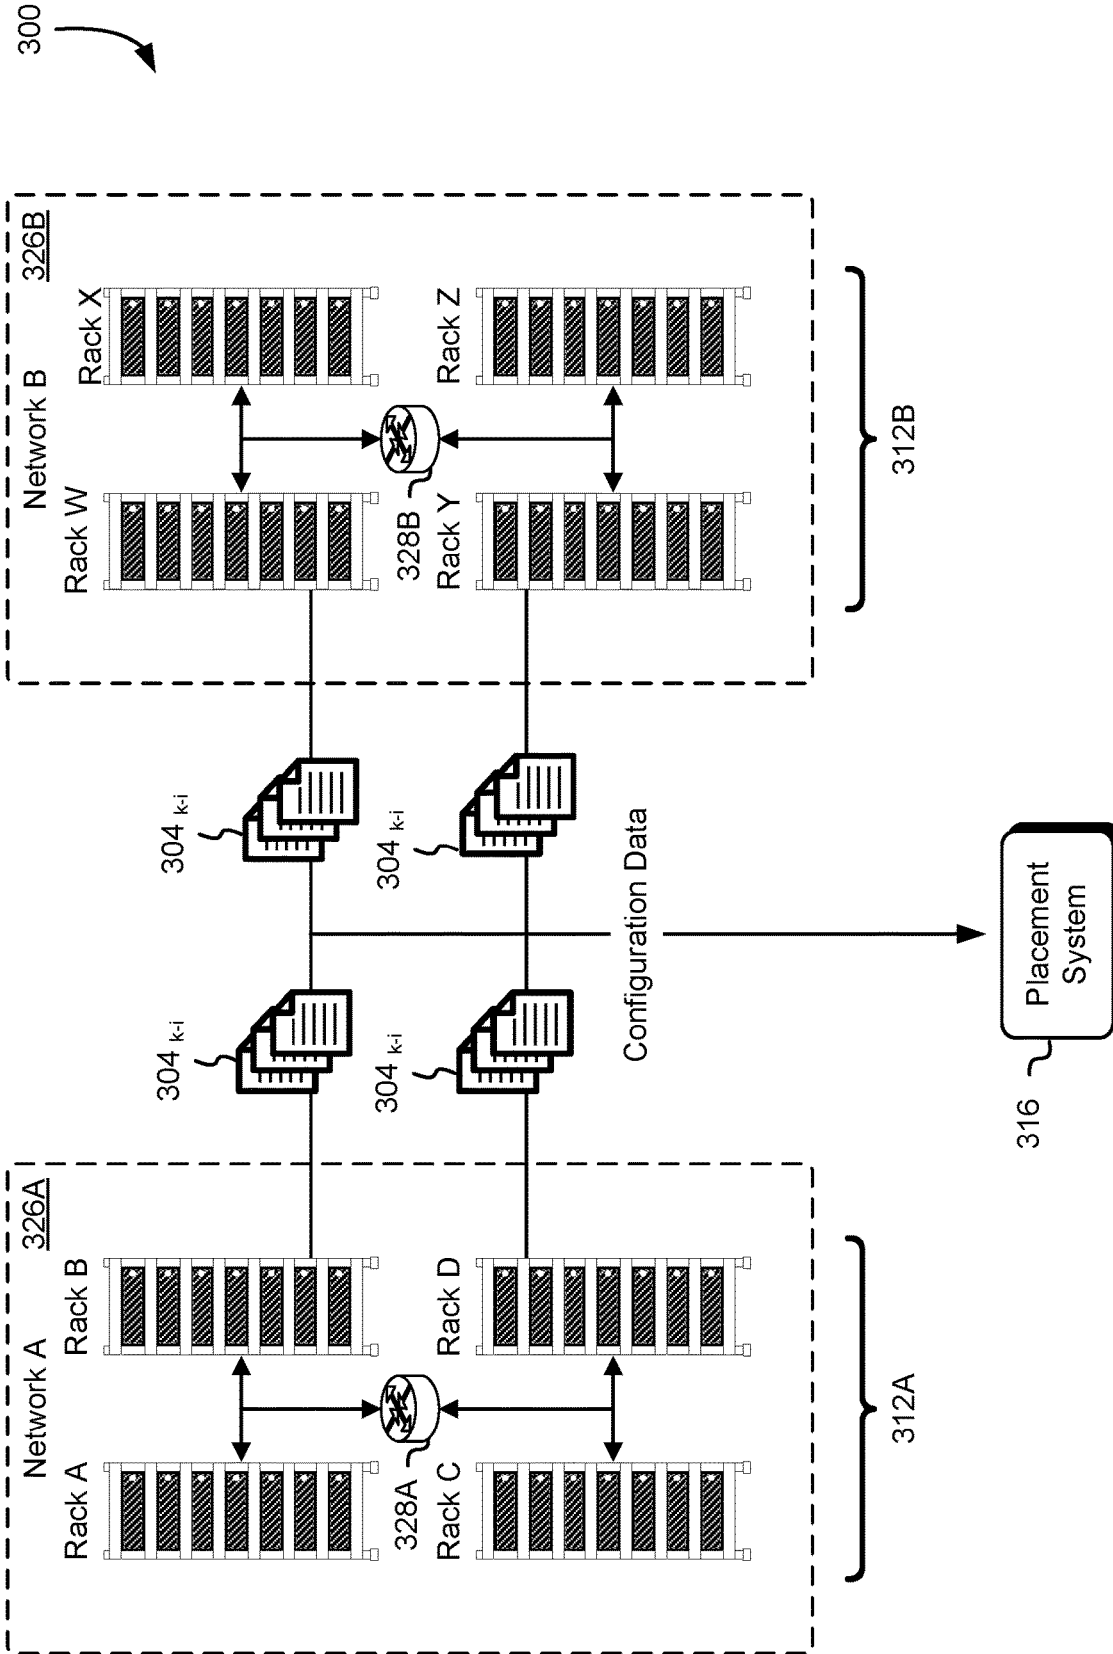 300
Network A
326A
Rack A
Rack B
328A
Rack C
Rack D
312A
304 k-i
304 k-i
304 k-i
304 k-i
Configuration Data
Network B
326B
Rack W
Rack X
328B
Rack Y
Rack Z
312B
316
Placement
System